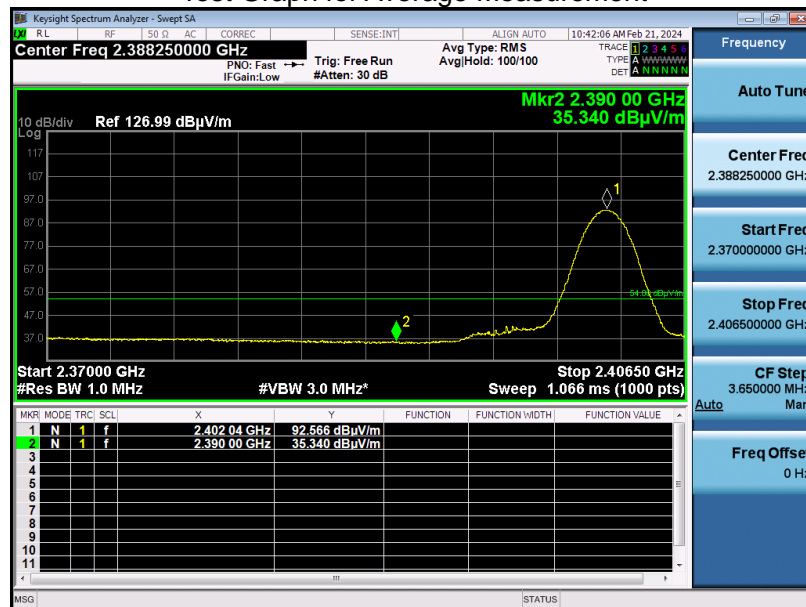 Test Graph for Average Measurement
Keysight Spectrum Analyzer - Swept SA
LXI RL RF 50 Ω AC CORREC SENSE:INT ALIGN AUTO 10:42:06 AM Feb 21, 2024
Center Freq 2.388250000 GHz
PNO: Fast
IFGain:Low
Trig: Free Run
#Atten: 30 dB
Avg Type: RMS
Avg|Hold: 100/100
TRACE 1 2 3 4 5 6
TYPE A WWWWW
DET A N N N N N
Mkr2 2.390 00 GHz
35.340 dBµV/m
10 dB/div Ref 126.99 dBµV/m
Log
117
107
97.0
87.0
77.0
67.0
57.0
47.0
37.0
1
2
54.00 dBµV/m
Start 2.37000 GHz Stop 2.40650 GHz
#Res BW 1.0 MHz #VBW 3.0 MHz* Sweep 1.066 ms (1000 pts)
MKR MODE TRC SCL X Y FUNCTION FUNCTION WIDTH FUNCTION VALUE
1 N 1 f 2.402 04 GHz 92.566 dBµV/m
2 N 1 f 2.390 00 GHz 35.340 dBµV/m
3
4
5
6
7
8
9
10
11
MSG STATUS
Frequency
Auto Tune
Center Freq
2.388250000 GHz
Start Freq
2.370000000 GHz
Stop Freq
2.406500000 GHz
CF Step
3.650000 MHz
Auto Man
Freq Offset
0 Hz